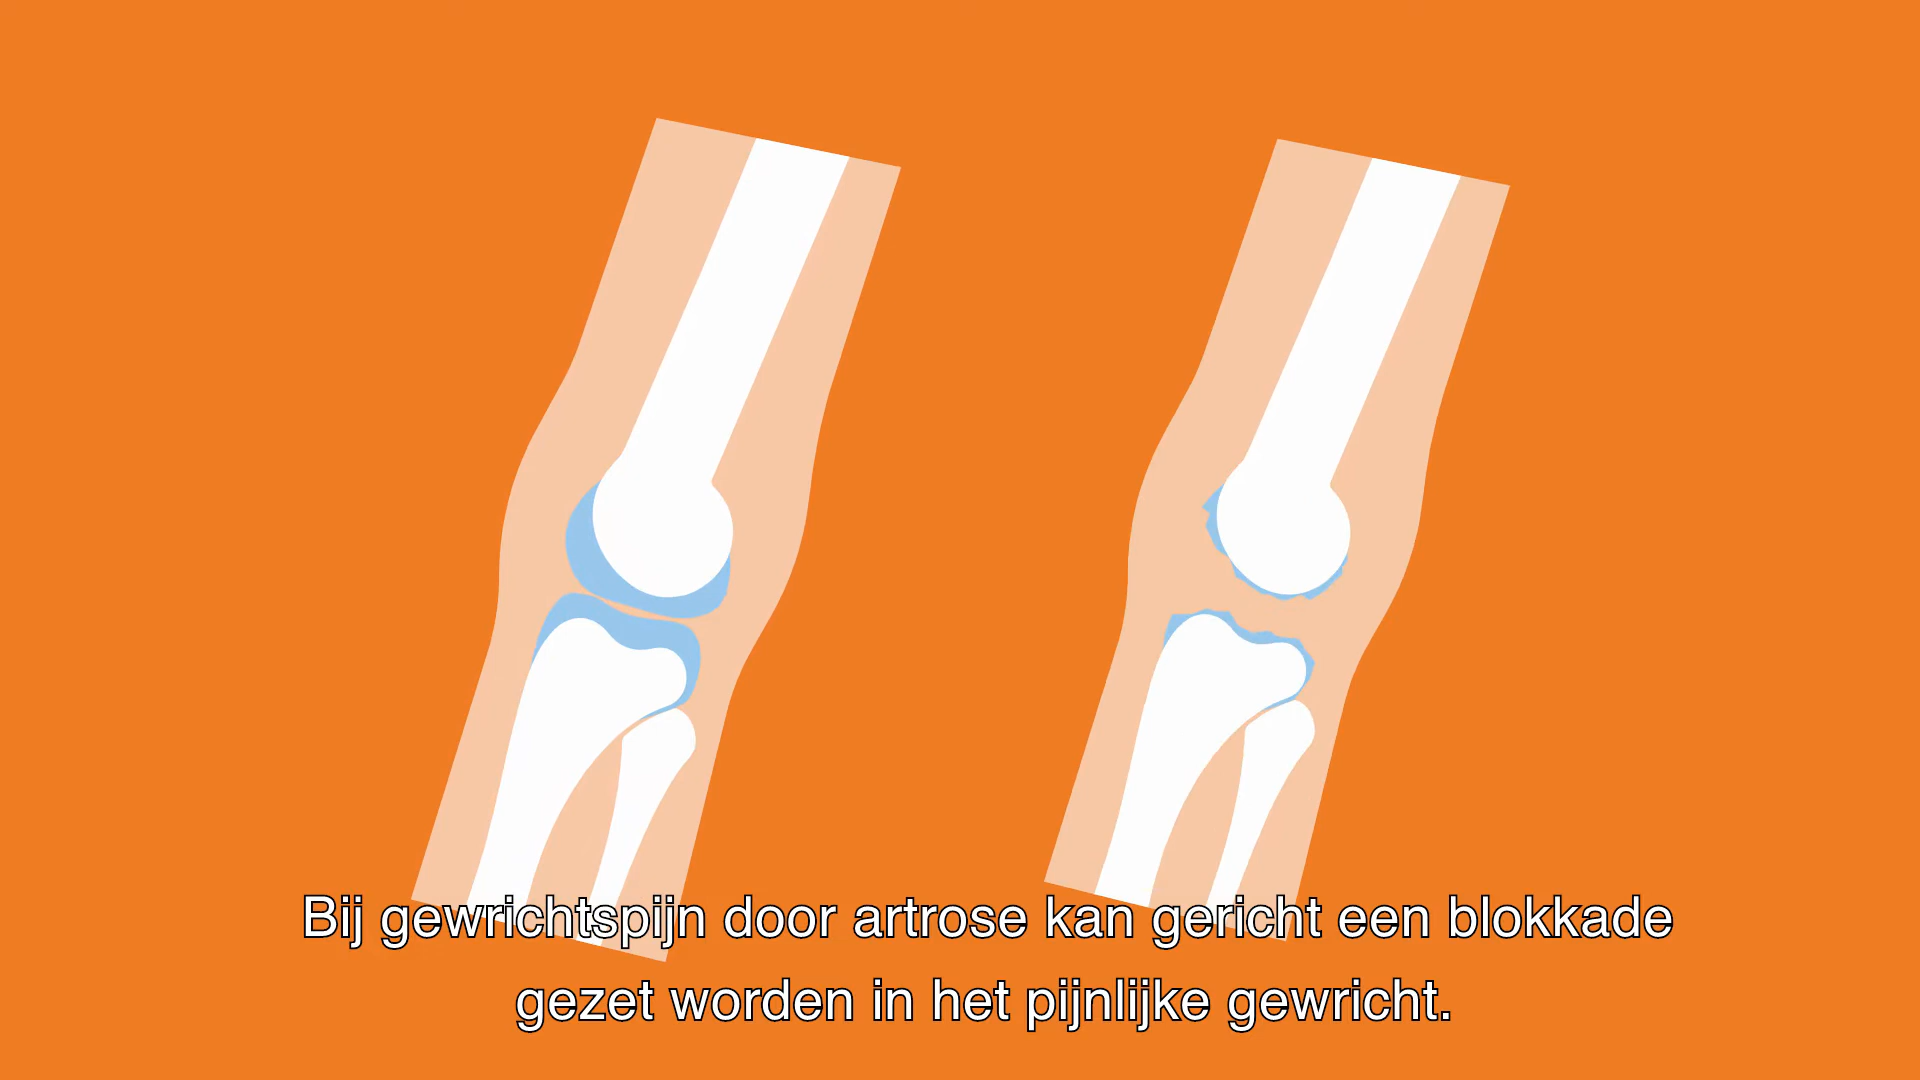 Bij gewrichtspijn door artrose kan gericht een blokkade
gezet worden in het pijnlijke gewricht.